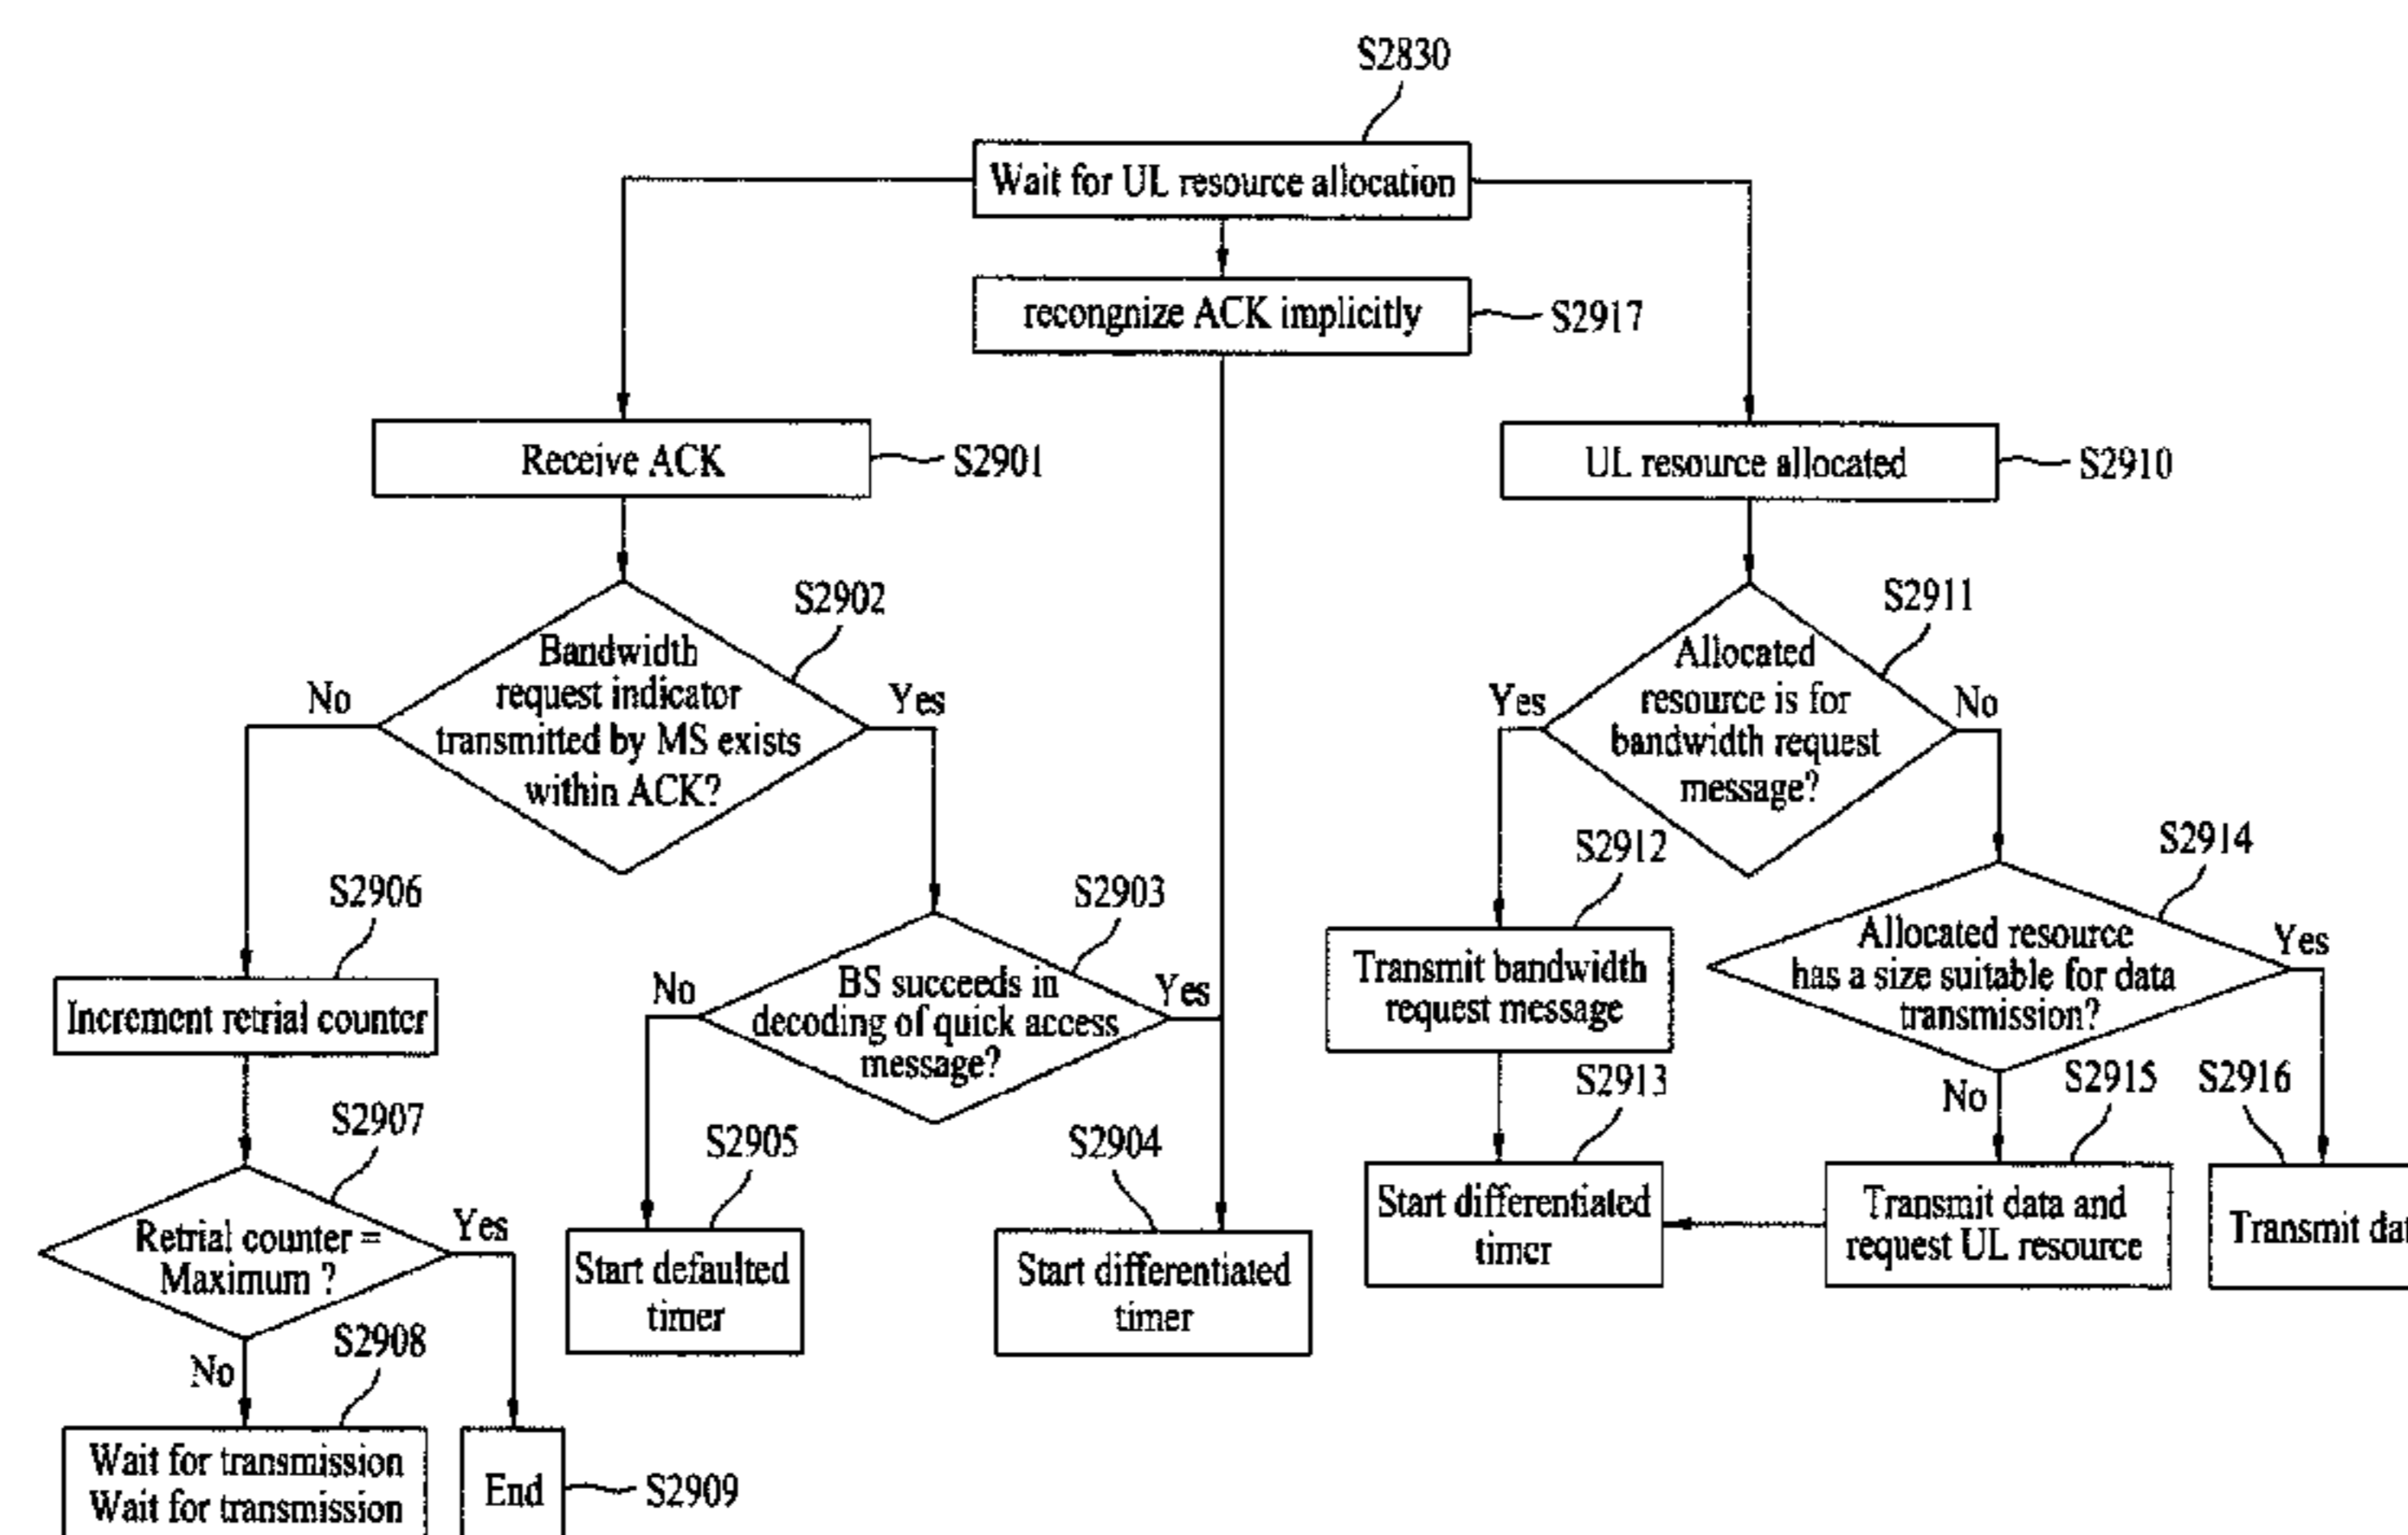 S2830
Wait for UL resource allocation
recongnize ACK implicitly
S2917
Receive ACK
S2901
UL resource allocated
S2910
S2902
Bandwidth
request indicator
transmitted by MS exists
within ACK?
No
Yes
S2911
Allocated
resource is for
bandwidth request
message?
Yes
No
S2906
Increment retrial counter
S2903
BS succeeds in
decoding of quick access
message?
No
Yes
S2912
Transmit bandwidth
request message
S2914
Allocated resource
has a size suitable for data
transmission?
Yes
No
S2907
Retrial counter =
Maximum ?
Yes
No
S2905
Start defaulted
timer
S2904
Start differentiated
timer
S2913
Start differentiated
timer
S2915
Transmit data and
request UL resource
S2916
Transmit
S2908
Wait for transmission
Wait for transmission
End
S2909